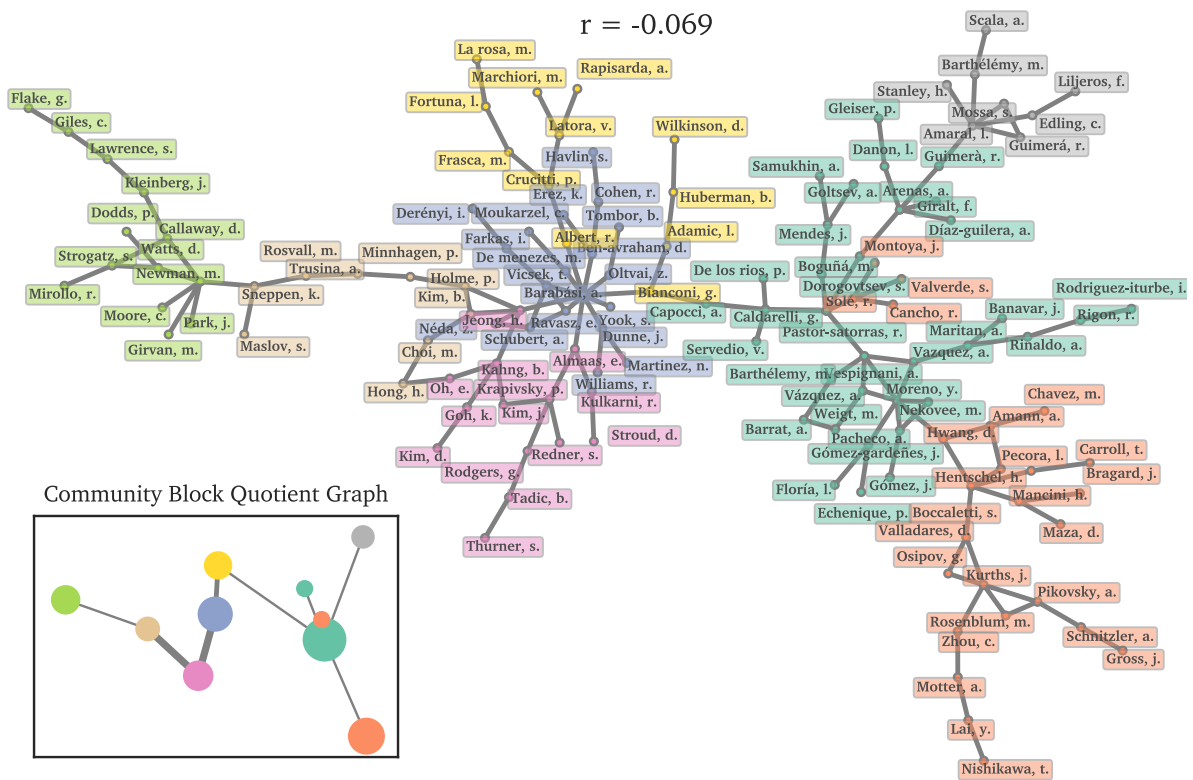 r = -0.069
Scala, a.
La rosa, m.
Barthélémy, m.
Marchiori, m.
Rapisarda, a.
Liljeros, f.
Stanley, h.
Flake, g.
Fortuna, l.
Gleiser, p.
Mossa, s.
Giles, c.
Latora, v.
Wilkinson, d.
Edling, c.
Amaral, l.
Guimerá, r.
Lawrence, s.
Frasca, m.
Havlin, s.
Danon, l.
Guimerà, r.
Samukhin, a.
Kleinberg, j.
Crucitti, p.
Erez, k.
Cohen, r.
Huberman, b.
Goltsev, a.
Arenas, a.
Giralt, f.
Dodds, p.
Derényi, i.
Moukarzel, c.
Tombor, b.
Díaz-guilera, a.
Callaway, d.
Adamic, l.
Mendes, j.
Watts, d.
Farkas, i.
Albert, r.
Ben-avraham, d.
Montoya, j.
Strogatz, s.
Rosvall, m.
Minnhagen, p.
De menezes, m.
Boguñá, m.
Newman, m.
Trusina, a.
Vicsek, t.
Oltvai, z.
De los rios, p.
Holme, p.
Dorogovtsev, s.
Valverde, s.
Rodriguez-iturbe, i.
Mirollo, r.
Sneppen, k.
Kim, b.
Barabási, a.
Bianconi, g.
Solé, r.
Moore, c.
Capocci, a.
Caldarelli, g.
Cancho, r.
Banavar, j.
Rigon, r.
Park, j.
Néda, z.
Jeong, h.
Ravasz, e.
Yook, s.
Pastor-satorras, r.
Maritan, a.
Girvan, m.
Maslov, s.
Choi, m.
Schubert, a.
Dunne, j.
Servedio, v.
Vazquez, a.
Rinaldo, a.
Almaas, e.
Martinez, n.
Kahng, b.
Barthélemy, m.
Vespignani, a.
Hong, h.
Oh, e.
Krapivsky, p.
Williams, r.
Vázquez, a.
Moreno, y.
Chavez, m.
Kulkarni, r.
Goh, k.
Kim, j.
Weigt, m.
Nekovee, m.
Amann, a.
Barrat, a.
Pacheco, a.
Hwang, d.
Stroud, d.
Kim, d.
Redner, s.
Gómez-gardeñes, j.
Pecora, l.
Carroll, t.
Rodgers, g.
Hentschel, h.
Bragard, j.
Floría, l.
Gómez, j.
Mancini, h.
Community Block Quotient Graph
Tadic, b.
Echenique, p.
Boccaletti, s.
Valladares, d.
Maza, d.
Thurner, s.
Osipov, g.
Kurths, j.
Pikovsky, a.
Rosenblum, m.
Zhou, c.
Schnitzler, a.
Gross, j.
Motter, a.
Lai, y.
Nishikawa, t.